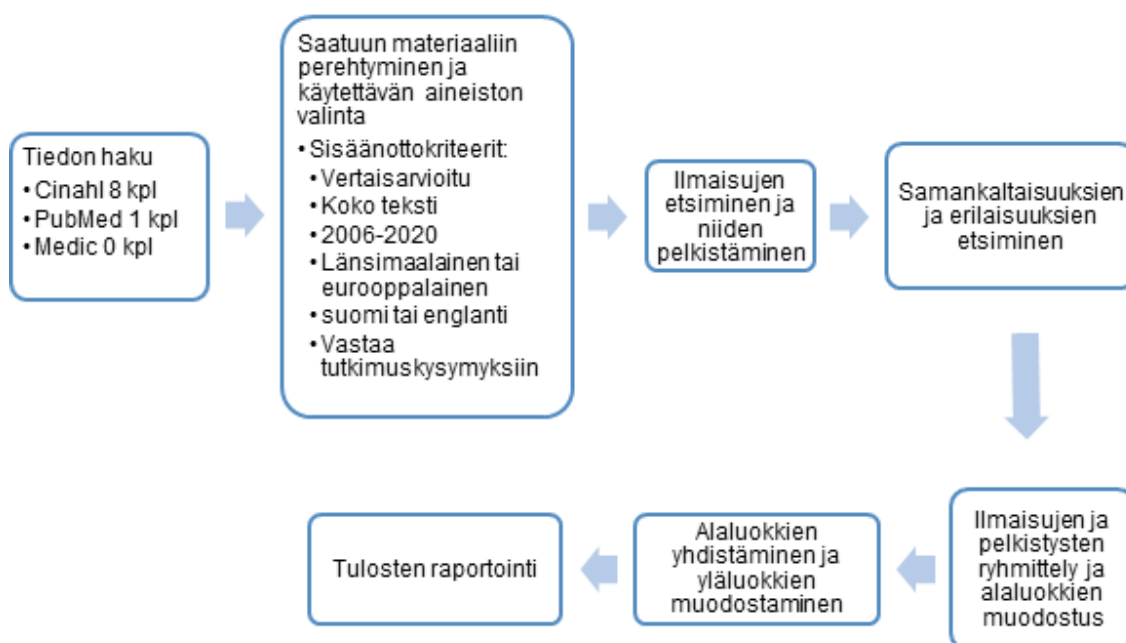 Tiedon haku
• Cinahl 8 kpl
• PubMed 1 kpl
• Medic 0 kpl
Saatuun materiaaliin
perehtyminen ja
käytettävän aineiston
valinta
• Sisäänottokriteerit:
• Vertaisarvioitu
• Koko teksti
• 2006-2020
• Länsimaalainen tai
eurooppalainen
• suomi tai englanti
• Vastaa
tutkimuskysymyksiin
Ilmaisujen
etsiminen ja
niiden
pelkistäminen
Samankaltaisuuksien
ja erilaisuuksien
etsiminen
Ilmaisujen ja
pelkistysten
ryhmittely ja
alaluokkien
muodostus
Alaluokkien
yhdistäminen ja
yläluokkien
muodostaminen
Tulosten raportointi